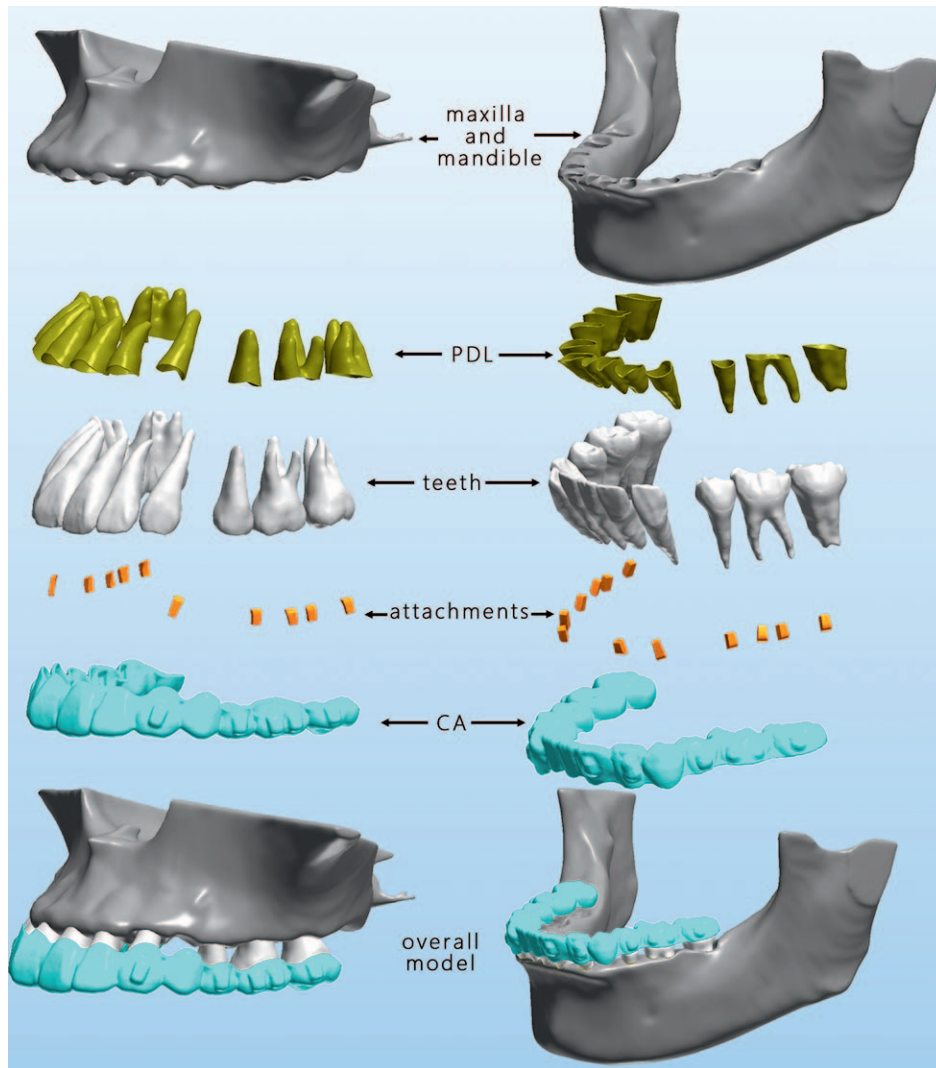 maxilla
and
mandible
PDL
teeth
attachments
CA
overall
model